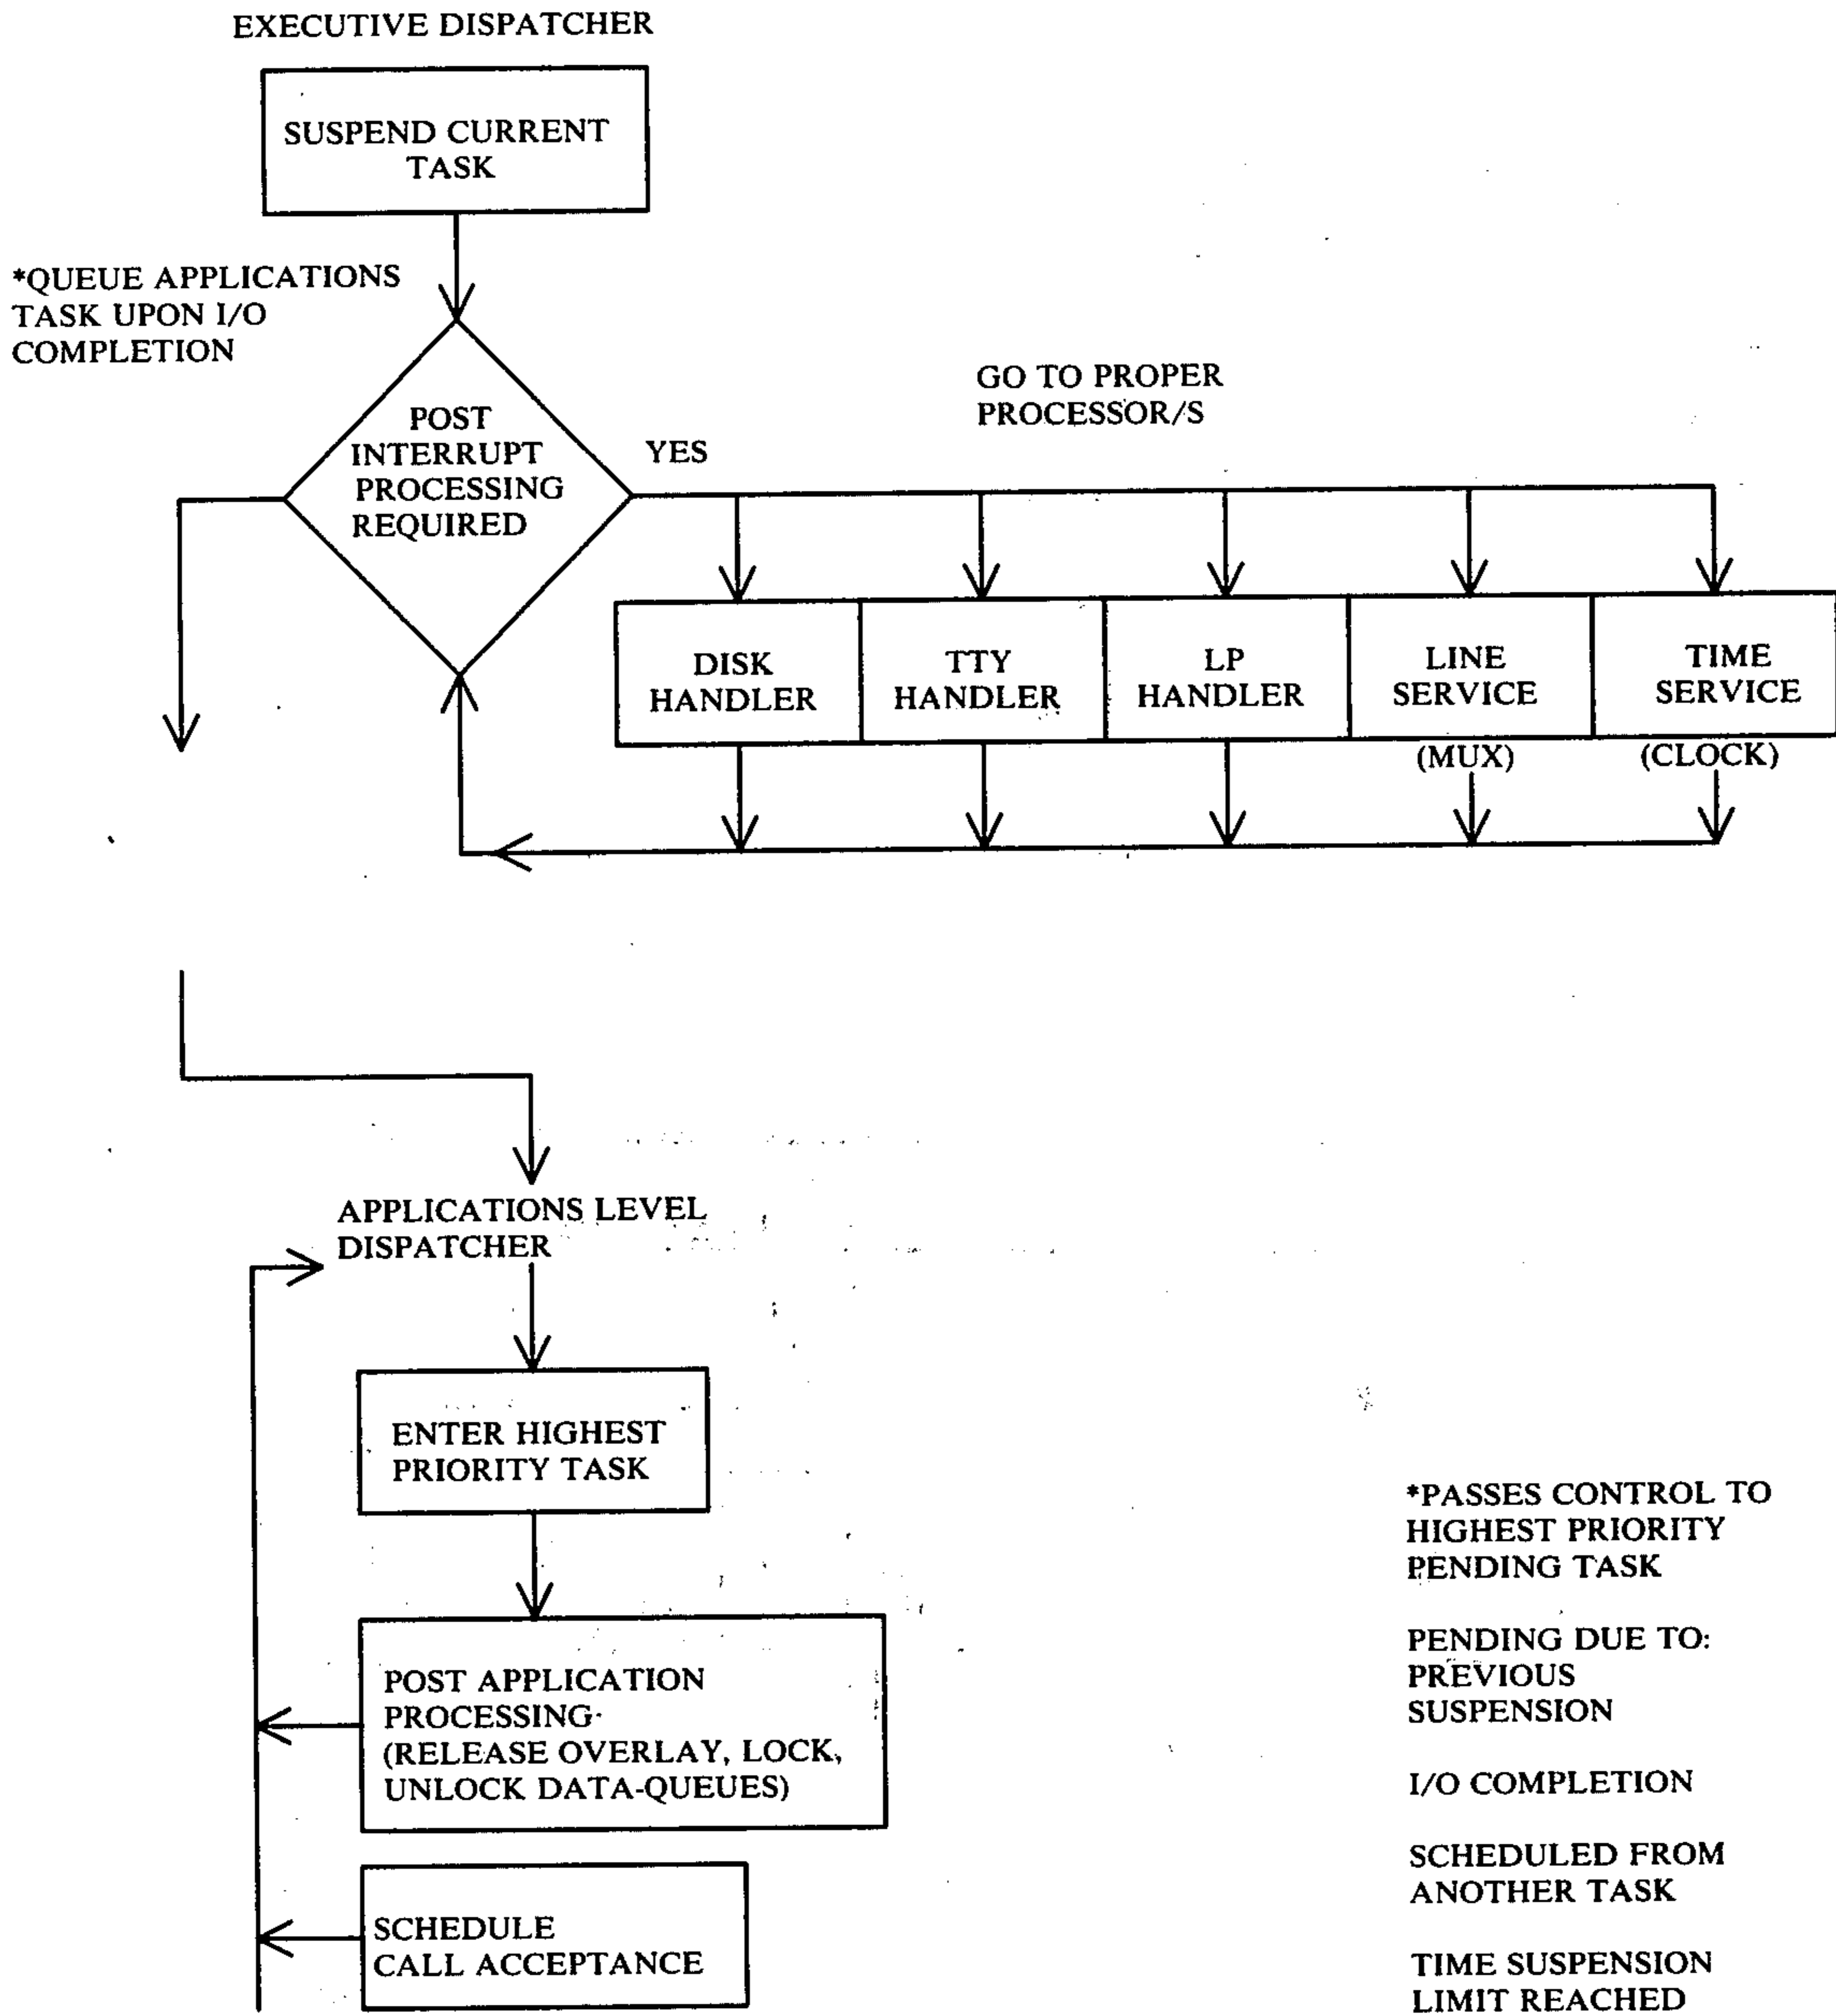 EXECUTIVE DISPATCHER
SUSPEND CURRENT
TASK
*QUEUE APPLICATIONS
TASK UPON I/O
COMPLETION
POST
INTERRUPT
PROCESSING
REQUIRED
YES
GO TO PROPER
PROCESSOR/S
DISK
HANDLER
TTY
HANDLER
LP
HANDLER
LINE
SERVICE
(MUX)
TIME
SERVICE
(CLOCK)
APPLICATIONS LEVEL
DISPATCHER
ENTER HIGHEST
PRIORITY TASK
POST APPLICATION
PROCESSING
(RELEASE OVERLAY, LOCK,
UNLOCK DATA-QUEUES)
SCHEDULE
CALL ACCEPTANCE
*PASSES CONTROL TO
HIGHEST PRIORITY
PENDING TASK
PENDING DUE TO:
PREVIOUS
SUSPENSION
I/O COMPLETION
SCHEDULED FROM
ANOTHER TASK
TIME SUSPENSION
LIMIT REACHED